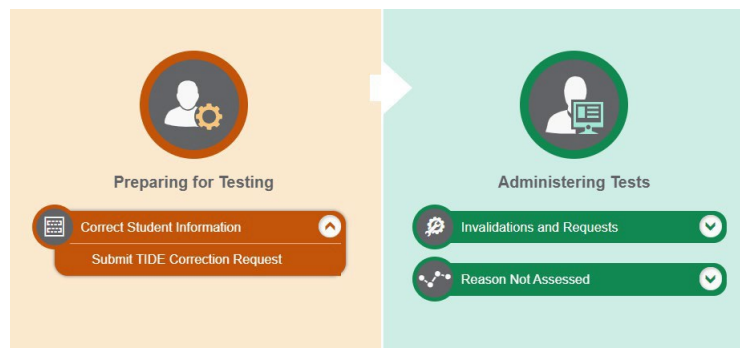 Preparing for Testing
Correct Student Information
Submit TIDE Correction Request
Administering Tests
Invalidations and Requests
Reason Not Assessed